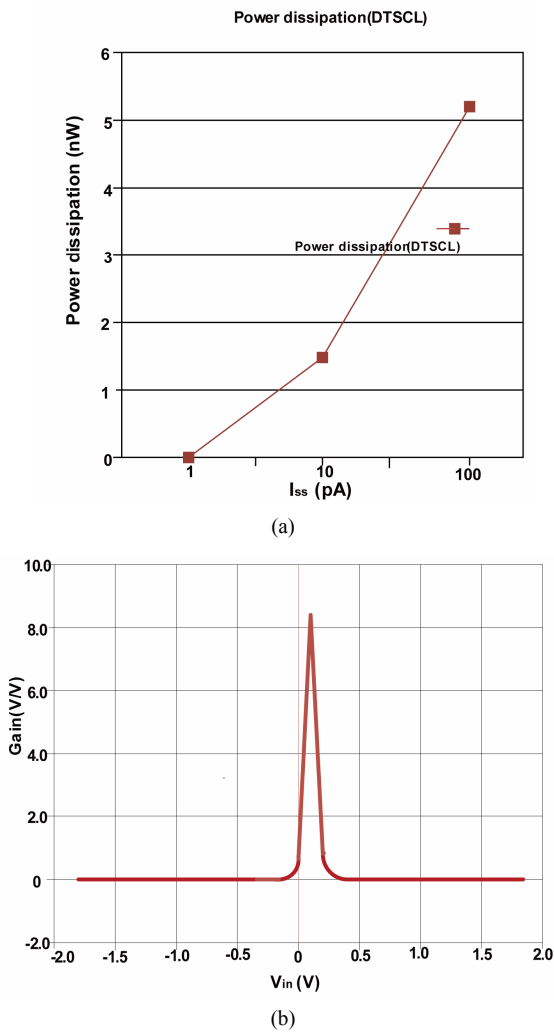 Power dissipation(DTSCL)
Power dissipation (nW)
6
5
4
3
2
1
0
Power dissipation(DTSCL)
1 10 100
Iss (pA)
(a)
Gain(V/V)
10.0
8.0
6.0
4.0
2.0
0
-2.0
-2.0 -1.5 -1.0 -0.5 0 0.5 1.0 1.5 2.0
Vin (V)
(b)